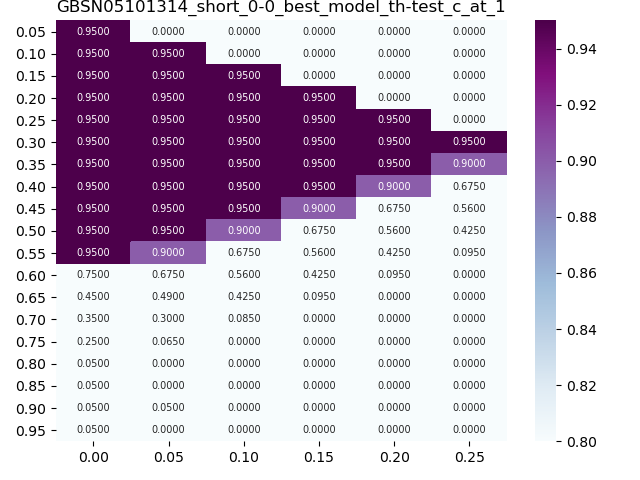 GBSN05101314_short_0-0_best_model_th-test_c_at_1
0.05 0.9500 0.0000 0.0000 0.0000 0.0000 0.0000
0.10 0.9500 0.9500 0.0000 0.0000 0.0000 0.0000
0.15 0.9500 0.9500 0.9500 0.0000 0.0000 0.0000
0.20 0.9500 0.9500 0.9500 0.9500 0.0000 0.0000
0.25 0.9500 0.9500 0.9500 0.9500 0.9500 0.0000
0.30 0.9500 0.9500 0.9500 0.9500 0.9500 0.9500
0.35 0.9500 0.9500 0.9500 0.9500 0.9500 0.9000
0.40 0.9500 0.9500 0.9500 0.9500 0.9000 0.6750
0.45 0.9500 0.9500 0.9500 0.9000 0.6750 0.5600
0.50 0.9500 0.9500 0.9000 0.6750 0.5600 0.4250
0.55 0.9500 0.9000 0.6750 0.5600 0.4250 0.0950
0.60 0.7500 0.6750 0.5600 0.4250 0.0950 0.0000
0.65 0.4500 0.4900 0.4250 0.0950 0.0000 0.0000
0.70 0.3500 0.3000 0.0850 0.0000 0.0000 0.0000
0.75 0.2500 0.0650 0.0000 0.0000 0.0000 0.0000
0.80 0.0500 0.0000 0.0000 0.0000 0.0000 0.0000
0.85 0.0500 0.0000 0.0000 0.0000 0.0000 0.0000
0.90 0.0500 0.0500 0.0000 0.0000 0.0000 0.0000
0.95 0.0500 0.0000 0.0000 0.0000 0.0000 0.0000
0.00 0.05 0.10 0.15 0.20 0.25
0.94
0.92
0.90
0.88
0.86
0.84
0.82
0.80